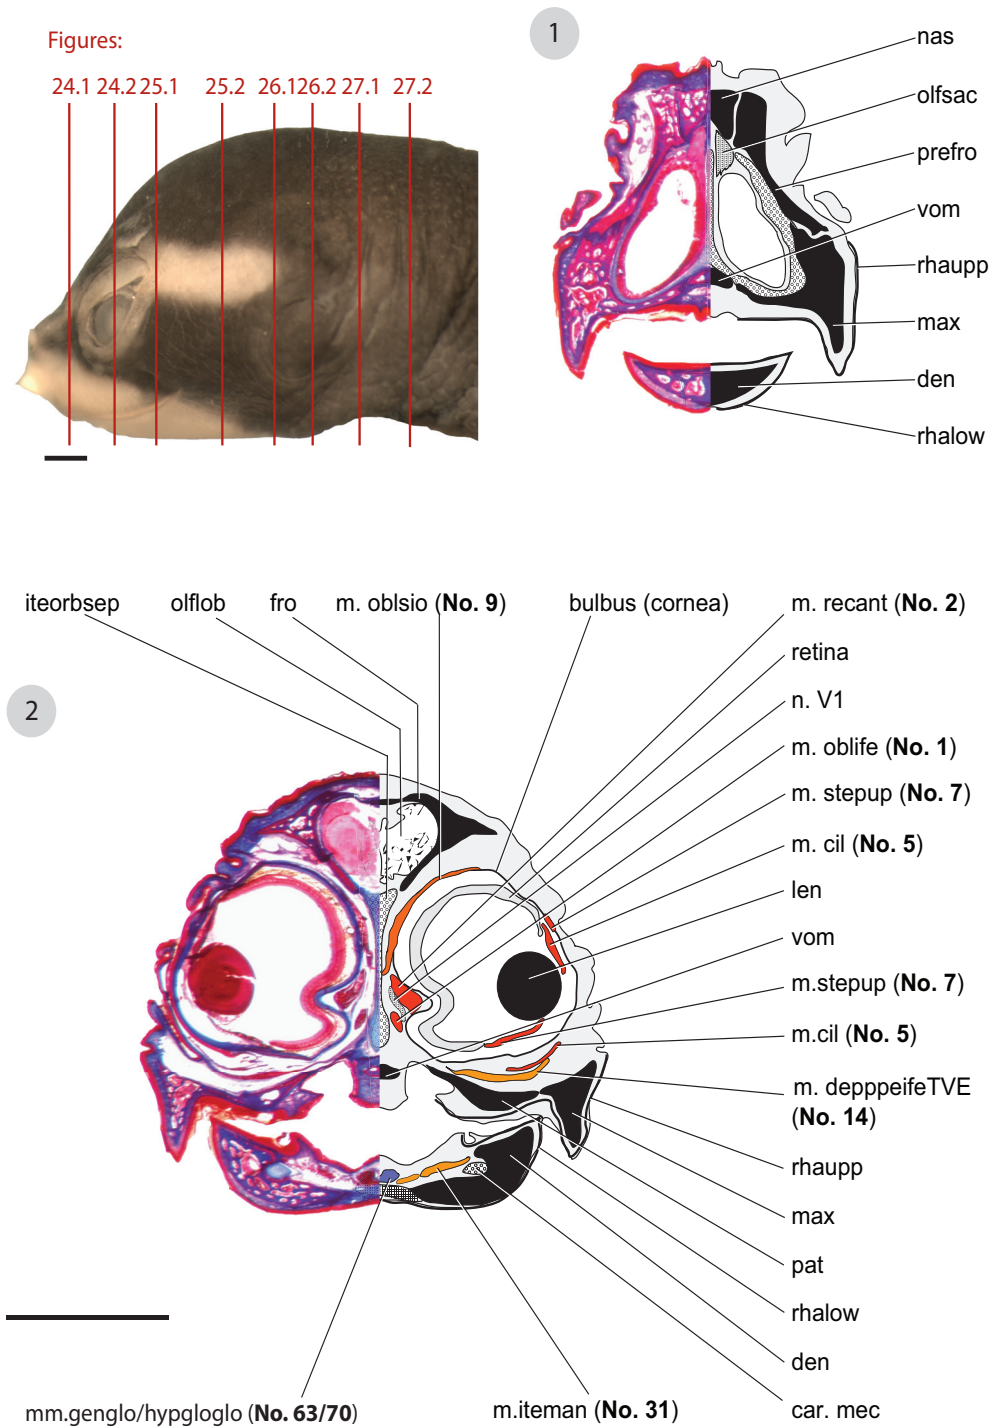 Figures:
24.1 24.2 25.1 25.2 26.1 26.2 27.1 27.2
1
nas
olfsac
prefro
vom
rhaupp
max
den
rhalow
iteorbsep olflob fro m. oblsio (No. 9) bulbus (cornea) m. recant (No. 2)
retina
2
n. V1
m. oblife (No. 1)
m. stepup (No. 7)
m. cil (No. 5)
len
vom
m.stepup (No. 7)
m.cil (No. 5)
m. depppeifeTVE
(No. 14)
rhaupp
max
pat
rhalow
den
mm.genglo/hypgloglo (No. 63/70) m.iteman (No. 31) car. mec